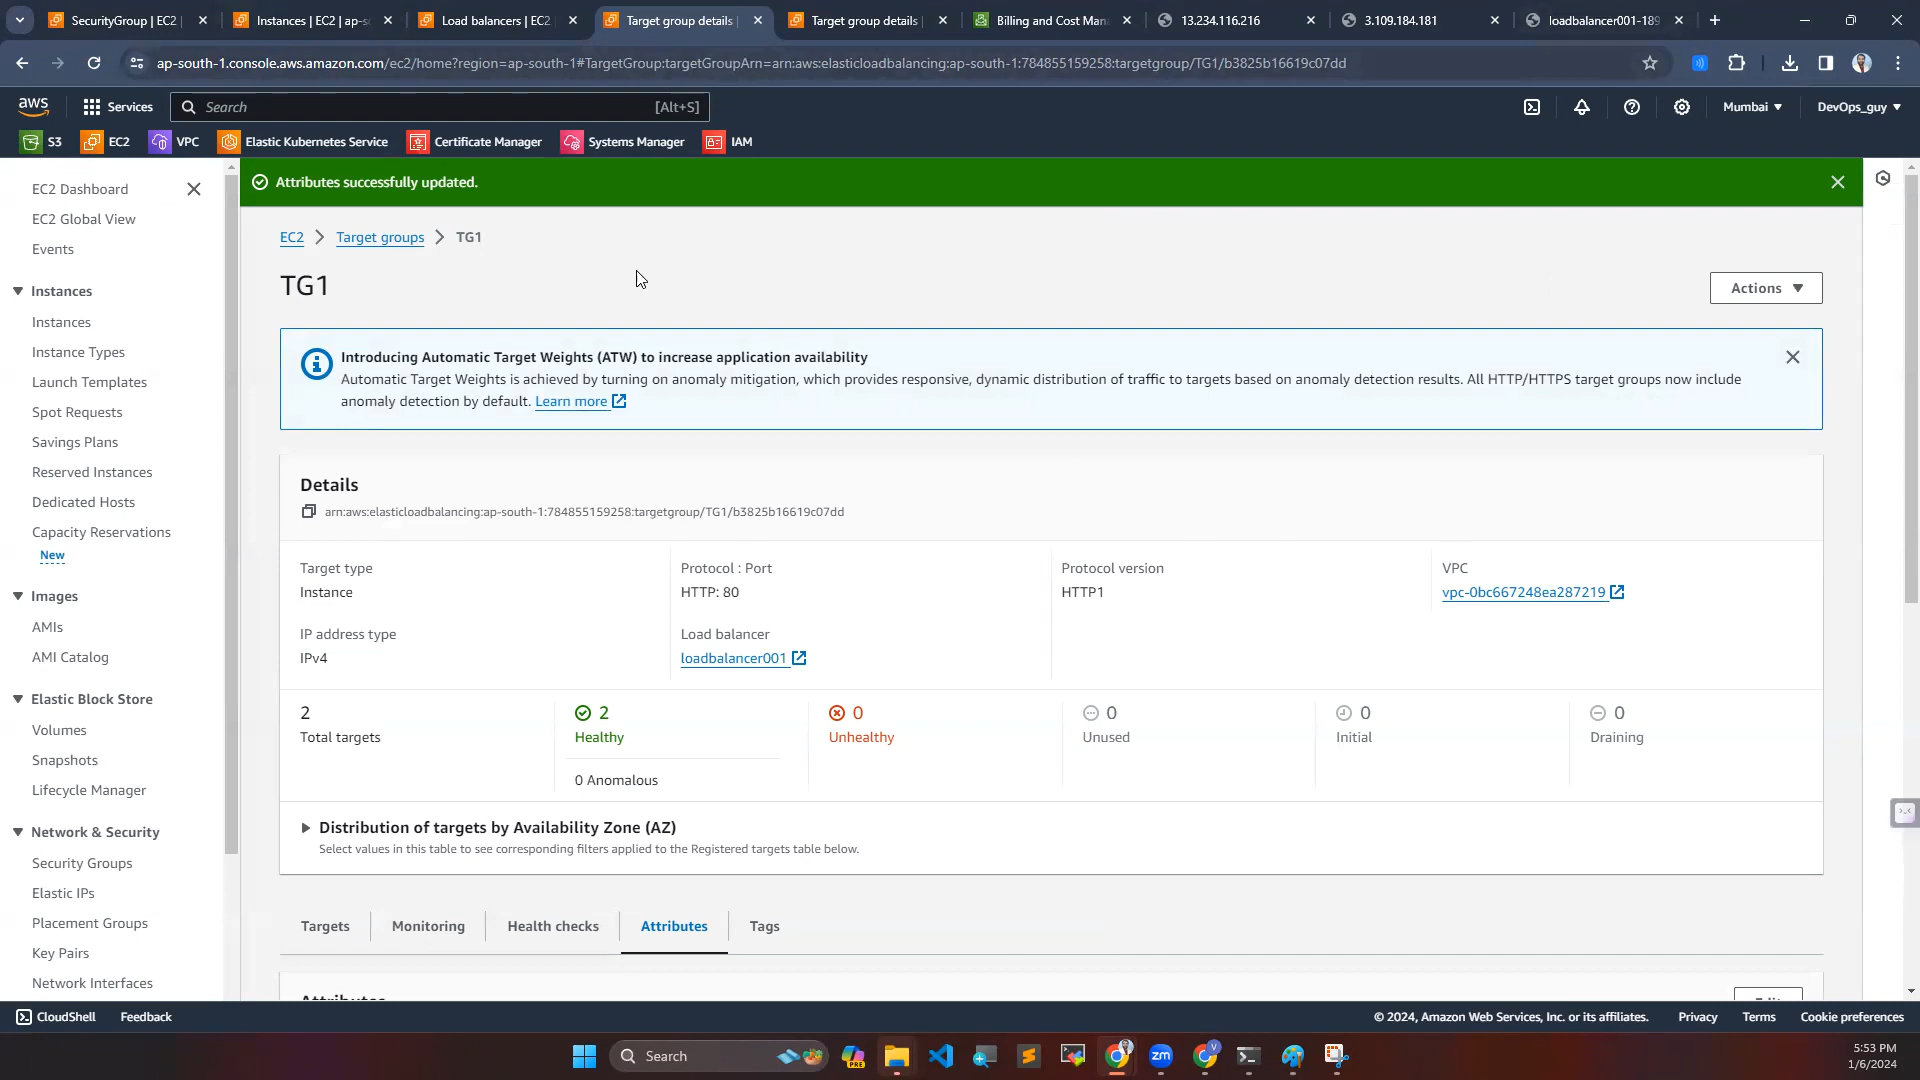 SecurityGroup | EC2
Instances | EC2 | ap-s
Load balancers | EC2
Target group details
Target group details
Billing and Cost Man
13.234.116.216
3.109.184.181
loadbalancer001-189
ap-south-1.console.aws.amazon.com/ec2/home?region=ap-south-1#TargetGroup:targetGroupArn=arn:aws:elasticloadbalancing:ap-south-1:784855159258:targetgroup/TG1/b3825b16619c07dd
aws
Services
Search
[Alt+S]
Mumbai
DevOps_guy
S3
EC2
VPC
Elastic Kubernetes Service
Certificate Manager
Systems Manager
IAM
EC2 Dashboard
EC2 Global View
Events
Instances
Instances
Instance Types
Launch Templates
Spot Requests
Savings Plans
Reserved Instances
Dedicated Hosts
Capacity Reservations
New
Images
AMIs
AMI Catalog
Elastic Block Store
Volumes
Snapshots
Lifecycle Manager
Network & Security
Security Groups
Elastic IPs
Placement Groups
Key Pairs
Network Interfaces
Attributes successfully updated.
EC2 > Target groups > TG1
TG1
Actions
Introducing Automatic Target Weights (ATW) to increase application availability
Automatic Target Weights is achieved by turning on anomaly mitigation, which provides responsive, dynamic distribution of traffic to targets based on anomaly detection results. All HTTP/HTTPS target groups now include
anomaly detection by default. Learn more
Details
arn:aws:elasticloadbalancing:ap-south-1:784855159258:targetgroup/TG1/b3825b16619c07dd
Target type
Instance
Protocol : Port
HTTP: 80
Protocol version
HTTP1
VPC
vpc-0bc667248ea287219
IP address type
IPv4
Load balancer
loadbalancer001
2
Total targets
2
Healthy
0 Anomalous
0
Unhealthy
0
Unused
0
Initial
0
Draining
Distribution of targets by Availability Zone (AZ)
Select values in this table to see corresponding filters applied to the Registered targets table below.
Targets
Monitoring
Health checks
Attributes
Tags
Attributes
Edit
CloudShell
Feedback
© 2024, Amazon Web Services, Inc. or its affiliates.
Privacy
Terms
Cookie preferences
Search
PRE
zm
V
5:53 PM
1/6/2024